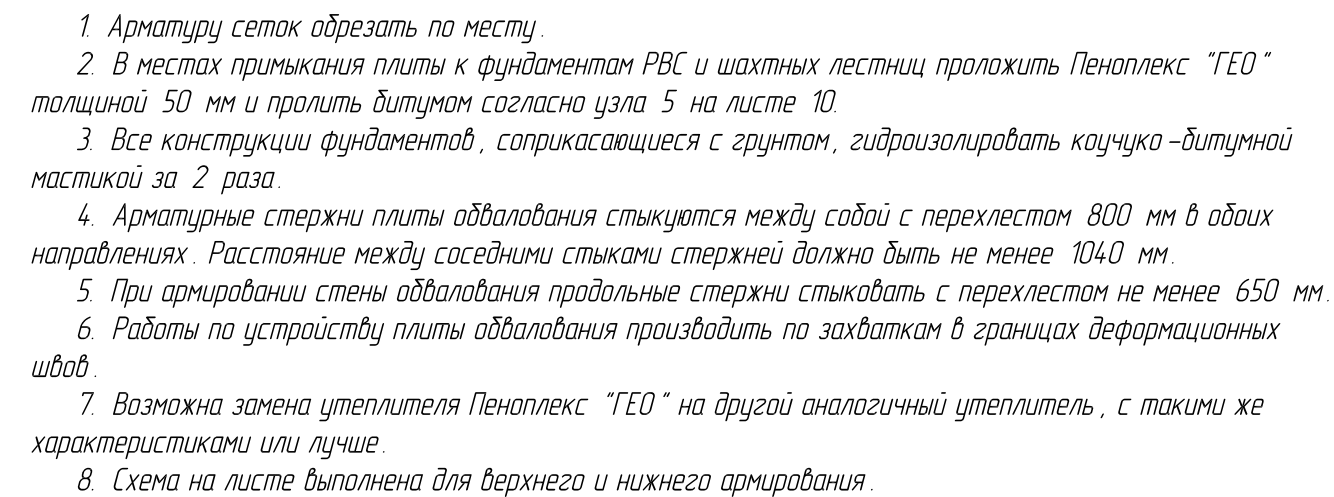 1. Арматуру сеток обрезать по месту.
2. В местах примыкания плиты к фундаментам РВС и шахтных лестниц проложить Пеноплекс "ГЕО"
толщиной 50 мм и пролить битумом согласно узла 5 на листе 10.
3. Все конструкции фундаментов, соприкасающиеся с грунтом, гидроизолировать коучуко-битумной
мастикой за 2 раза.
4. Арматурные стержни плиты обвалования стыкуются между собой с перехлестом 800 мм в обоих
направлениях. Расстояние между соседними стыками стержней должно быть не менее 1040 мм.
5. При армировании стены обвалования продольные стержни стыковать с перехлестом не менее 650 мм.
6. Работы по устройству плиты обвалования производить по захваткам в границах деформационных
швов.
7. Возможна замена утеплителя Пеноплекс "ГЕО" на другой аналогичный утеплитель, с такими же
характеристиками или лучше.
8. Схема на листе выполнена для верхнего и нижнего армирования.